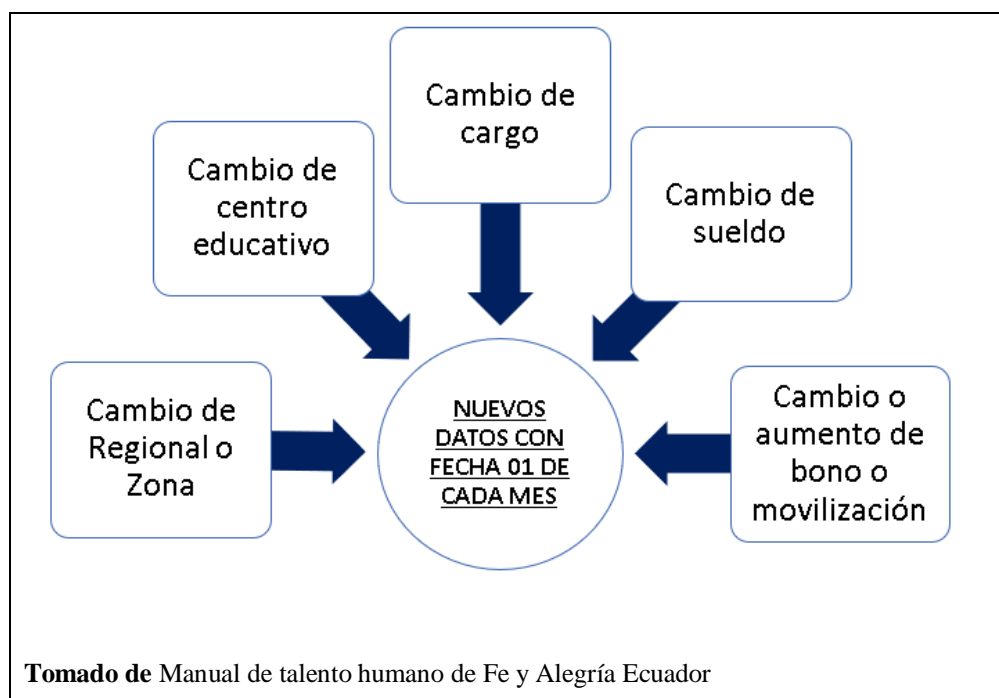 Cambio de
cargo
Cambio de
centro
educativo
Cambio de
sueldo
Cambio de
Regional o
Zona
NUEVOS
DATOS CON
FECHA 01 DE
CADA MES
Cambio o
aumento de
bono o
movilización
Tomado de Manual de talento humano de Fe y Alegría Ecuador